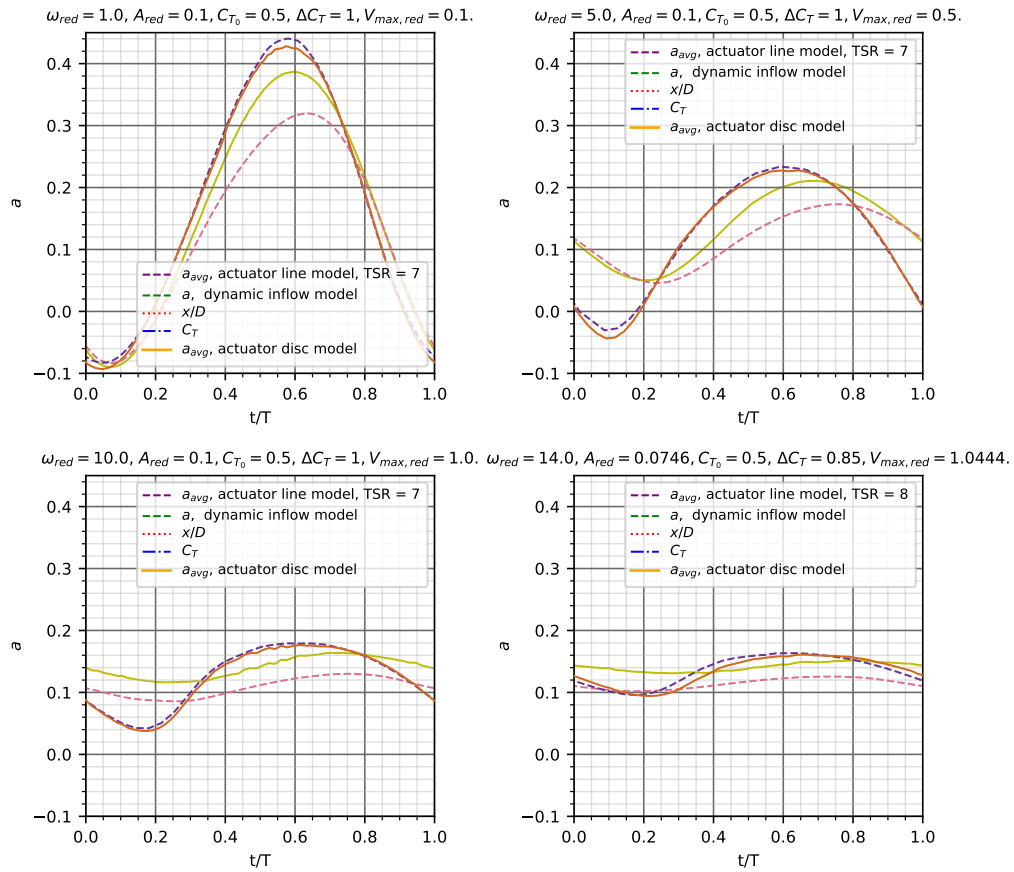 ω_red = 1.0, A_red = 0.1, C_T₀ = 0.5, ΔC_T = 1, V_max,red = 0.1.
0.4
0.3
0.2
0.1
0.0
−0.1
a
a_avg, actuator line model, TSR = 7
a, dynamic inflow model
x/D
C_T
a_avg, actuator disc model
0.0 0.2 0.4 0.6 0.8 1.0
t/T
ω_red = 5.0, A_red = 0.1, C_T₀ = 0.5, ΔC_T = 1, V_max,red = 0.5.
a_avg, actuator line model, TSR = 7
a, dynamic inflow model
x/D
C_T
a_avg, actuator disc model
0.4
0.3
0.2
0.1
0.0
−0.1
a
0.0 0.2 0.4 0.6 0.8 1.0
t/T
ω_red = 10.0, A_red = 0.1, C_T₀ = 0.5, ΔC_T = 1, V_max,red = 1.0.
a_avg, actuator line model, TSR = 7
a, dynamic inflow model
x/D
C_T
a_avg, actuator disc model
0.4
0.3
0.2
0.1
0.0
−0.1
a
0.0 0.2 0.4 0.6 0.8 1.0
t/T
ω_red = 14.0, A_red = 0.0746, C_T₀ = 0.5, ΔC_T = 0.85, V_max,red = 1.0444.
a_avg, actuator line model, TSR = 8
a, dynamic inflow model
x/D
C_T
a_avg, actuator disc model
0.4
0.3
0.2
0.1
0.0
−0.1
a
0.0 0.2 0.4 0.6 0.8 1.0
t/T